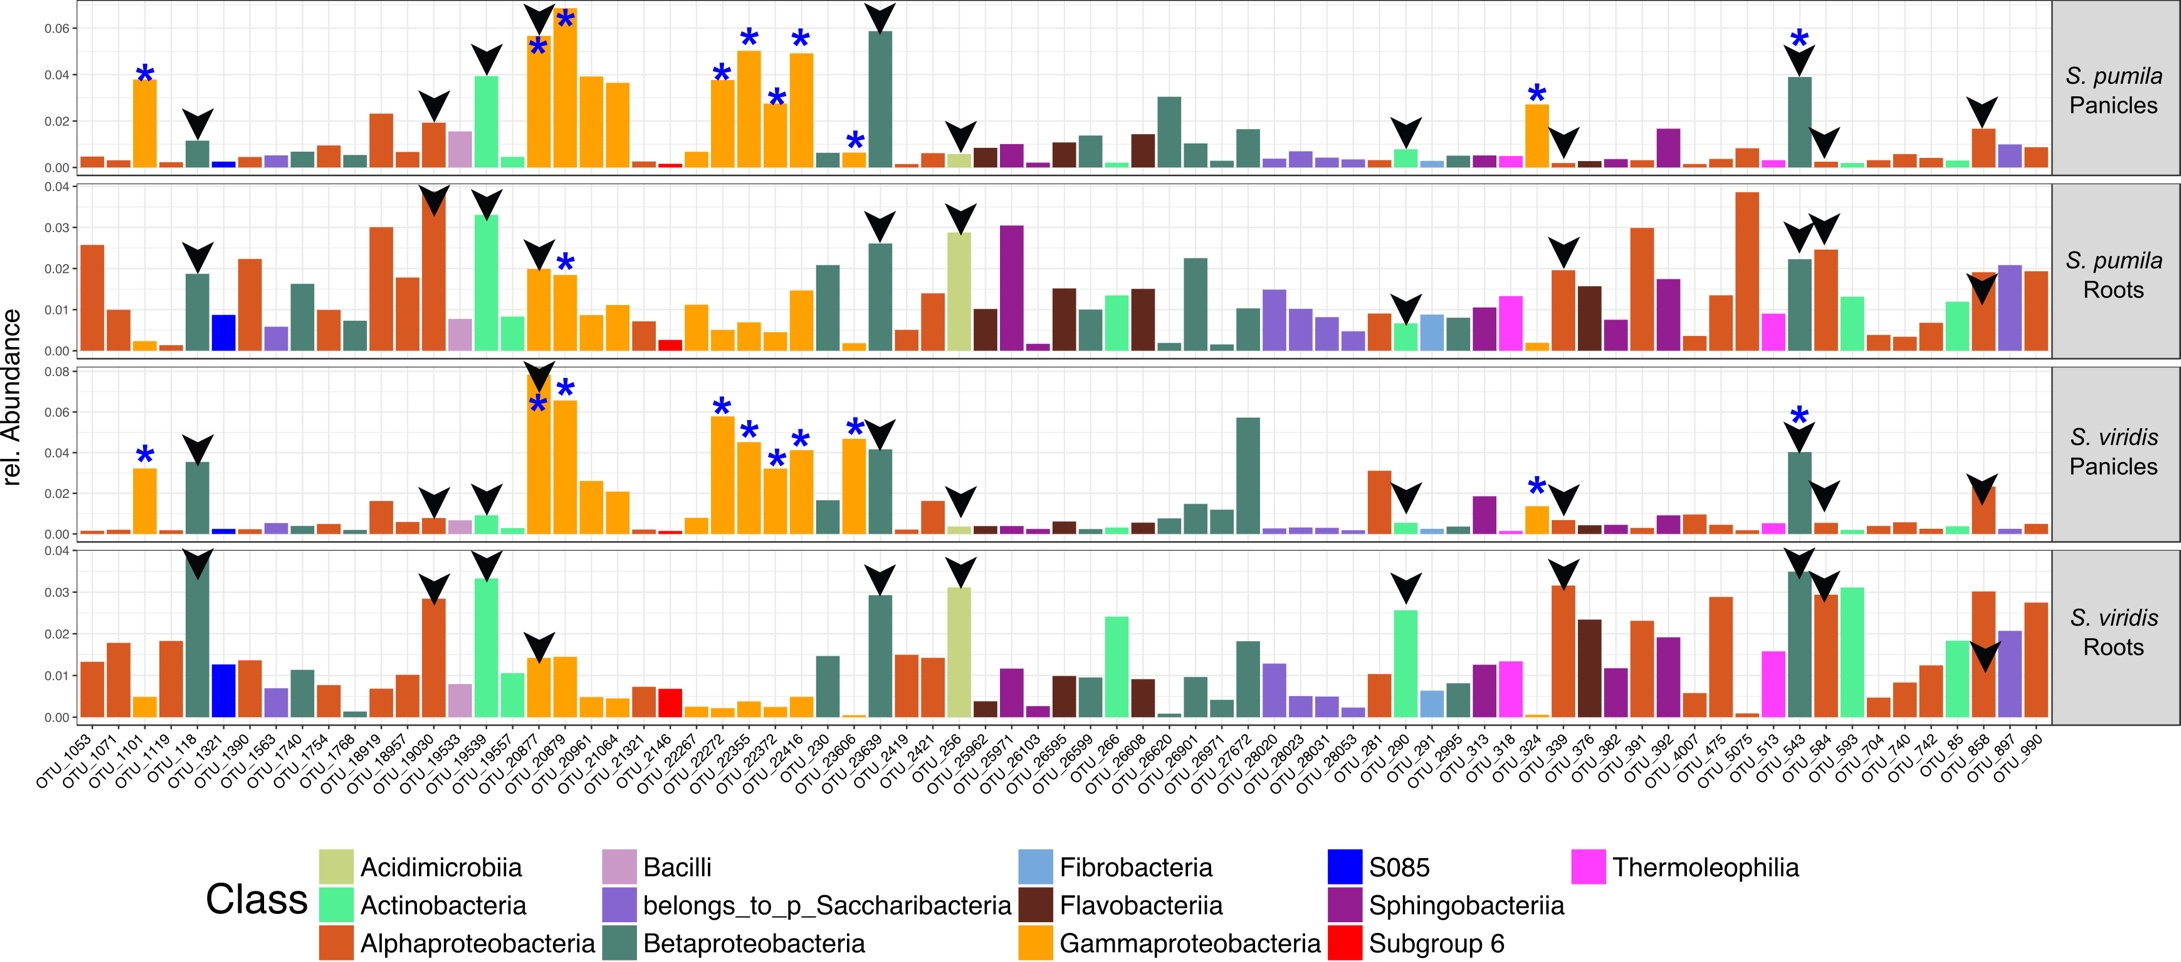 rel. Abundance
0.06
0.04
0.02
0.00
S. pumila
Panicles
0.04
0.03
0.02
0.01
0.00
S. pumila
Roots
0.08
0.06
0.04
0.02
0.00
S. viridis
Panicles
0.04
0.03
0.02
0.01
0.00
S. viridis
Roots
OTU_1053
OTU_1071
OTU_1101
OTU_1119
OTU_118
OTU_1321
OTU_1390
OTU_1563
OTU_1740
OTU_1754
OTU_1768
OTU_18919
OTU_18957
OTU_19030
OTU_19533
OTU_19539
OTU_19557
OTU_20877
OTU_20879
OTU_20961
OTU_21064
OTU_21321
OTU_2146
OTU_22267
OTU_22272
OTU_22355
OTU_22372
OTU_22416
OTU_230
OTU_23606
OTU_23639
OTU_2419
OTU_2421
OTU_256
OTU_25962
OTU_25971
OTU_26103
OTU_26595
OTU_26599
OTU_266
OTU_26608
OTU_26620
OTU_26901
OTU_26971
OTU_27672
OTU_28020
OTU_28023
OTU_28031
OTU_28053
OTU_281
OTU_290
OTU_291
OTU_2995
OTU_313
OTU_318
OTU_324
OTU_339
OTU_376
OTU_382
OTU_391
OTU_392
OTU_4007
OTU_475
OTU_5075
OTU_513
OTU_543
OTU_584
OTU_593
OTU_704
OTU_740
OTU_742
OTU_85
OTU_858
OTU_897
OTU_990
Class
Acidimicrobiia
Actinobacteria
Alphaproteobacteria
Bacilli
belongs_to_p_Saccharibacteria
Betaproteobacteria
Fibrobacteria
Flavobacteriia
Gammaproteobacteria
S085
Sphingobacteriia
Subgroup 6
Thermoleophilia